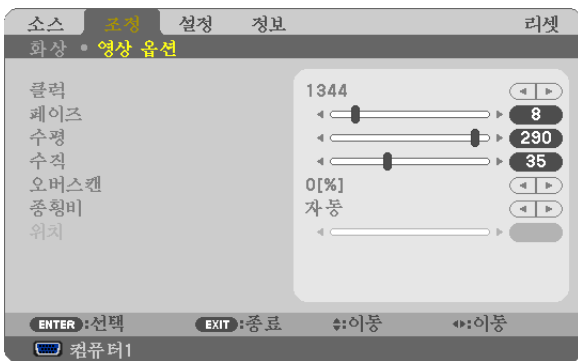 소스 조정 설정 정보 리셋
화상 • 영상 옵션
클럭 1344
페이즈 8
수평 290
수직 35
오버스캔 0[%]
종횡비 자동
위치
ENTER:선택 EXIT:종료 :이동 :이동
컴퓨터1